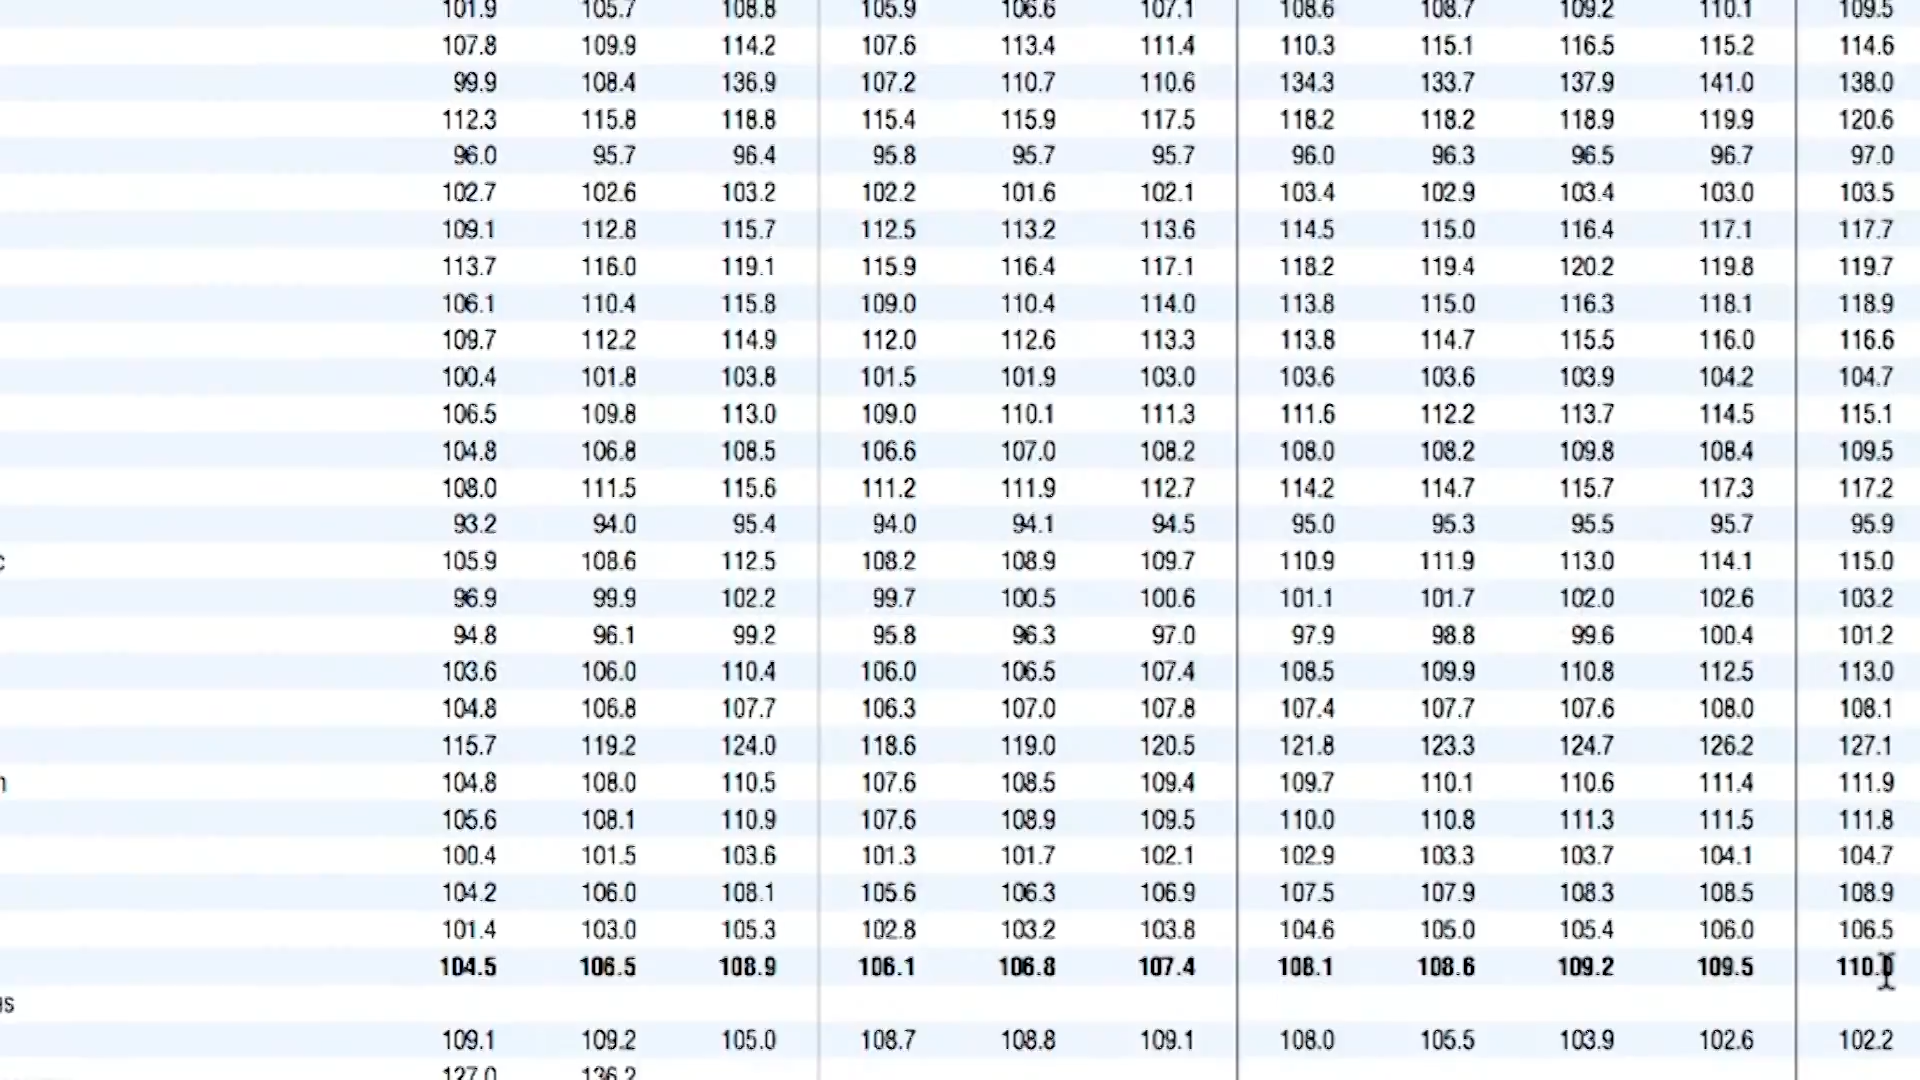 101.9 105.7 108.8 105.9 106.6 107.1 108.6 108.7 109.2 110.1 109.5
107.8 109.9 114.2 107.6 113.4 111.4 110.3 115.1 116.5 115.2 114.6
99.9 108.4 136.9 107.2 110.7 110.6 134.3 133.7 137.9 141.0 138.0
112.3 115.8 118.8 115.4 115.9 117.5 118.2 118.2 118.9 119.9 120.6
96.0 95.7 96.4 95.8 95.7 95.7 96.0 96.3 96.5 96.7 97.0
102.7 102.6 103.2 102.2 101.6 102.1 103.4 102.9 103.4 103.0 103.5
109.1 112.8 115.7 112.5 113.2 113.6 114.5 115.0 116.4 117.1 117.7
113.7 116.0 119.1 115.9 116.4 117.1 118.2 119.4 120.2 119.8 119.7
106.1 110.4 115.8 109.0 110.4 114.0 113.8 115.0 116.3 118.1 118.9
109.7 112.2 114.9 112.0 112.6 113.3 113.8 114.7 115.5 116.0 116.6
100.4 101.8 103.8 101.5 101.9 103.0 103.6 103.6 103.9 104.2 104.7
106.5 109.8 113.0 109.0 110.1 111.3 111.6 112.2 113.7 114.5 115.1
104.8 106.8 108.5 106.6 107.0 108.2 108.0 108.2 109.8 108.4 109.5
108.0 111.5 115.6 111.2 111.9 112.7 114.2 114.7 115.7 117.3 117.2
93.2 94.0 95.4 94.0 94.1 94.5 95.0 95.3 95.5 95.7 95.9
c 105.9 108.6 112.5 108.2 108.9 109.7 110.9 111.9 113.0 114.1 115.0
96.9 99.9 102.2 99.7 100.5 100.6 101.1 101.7 102.0 102.6 103.2
94.8 96.1 99.2 95.8 96.3 97.0 97.9 98.8 99.6 100.4 101.2
103.6 106.0 110.4 106.0 106.5 107.4 108.5 109.9 110.8 112.5 113.0
104.8 106.8 107.7 106.3 107.0 107.8 107.4 107.7 107.6 108.0 108.1
115.7 119.2 124.0 118.6 119.0 120.5 121.8 123.3 124.7 126.2 127.1
104.8 108.0 110.5 107.6 108.5 109.4 109.7 110.1 110.6 111.4 111.9
105.6 108.1 110.9 107.6 108.9 109.5 110.0 110.8 111.3 111.5 111.8
100.4 101.5 103.6 101.3 101.7 102.1 102.9 103.3 103.7 104.1 104.7
104.2 106.0 108.1 105.6 106.3 106.9 107.5 107.9 108.3 108.5 108.9
101.4 103.0 105.3 102.8 103.2 103.8 104.6 105.0 105.4 106.0 106.5
104.5 106.5 108.9 106.1 106.8 107.4 108.1 108.6 109.2 109.5 110.0
gs
109.1 109.2 105.0 108.7 108.8 109.1 108.0 105.5 103.9 102.6 102.2
127.0 136.2